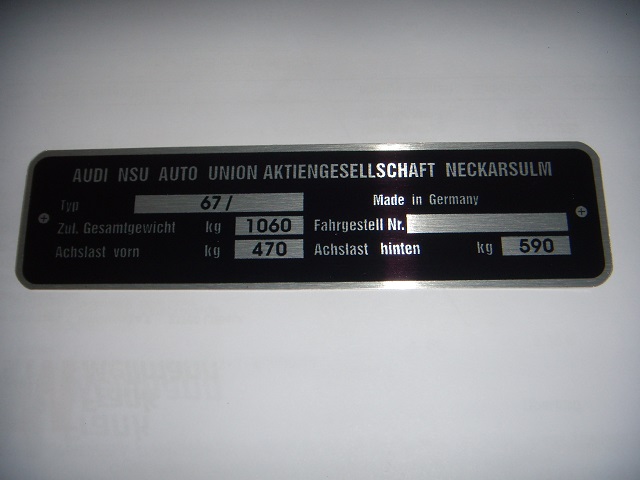 AUDI NSU AUTO UNION AKTIENGESELLSCHAFT NECKARSULM
Typ 67/ Made in Germany
Zul. Gesamtgewicht kg 1060 Fahrgestell Nr.
Achslast vorn kg 470 Achslast hinten kg 590